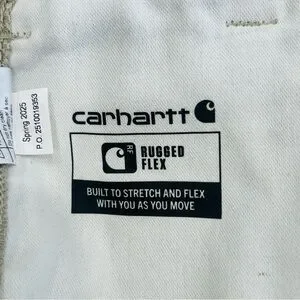 carhartt
RF
RUGGED
FLEX
BUILT TO STRETCH AND FLEX
WITH YOU AS YOU MOVE
Spring 2025
P.O. 2510019353